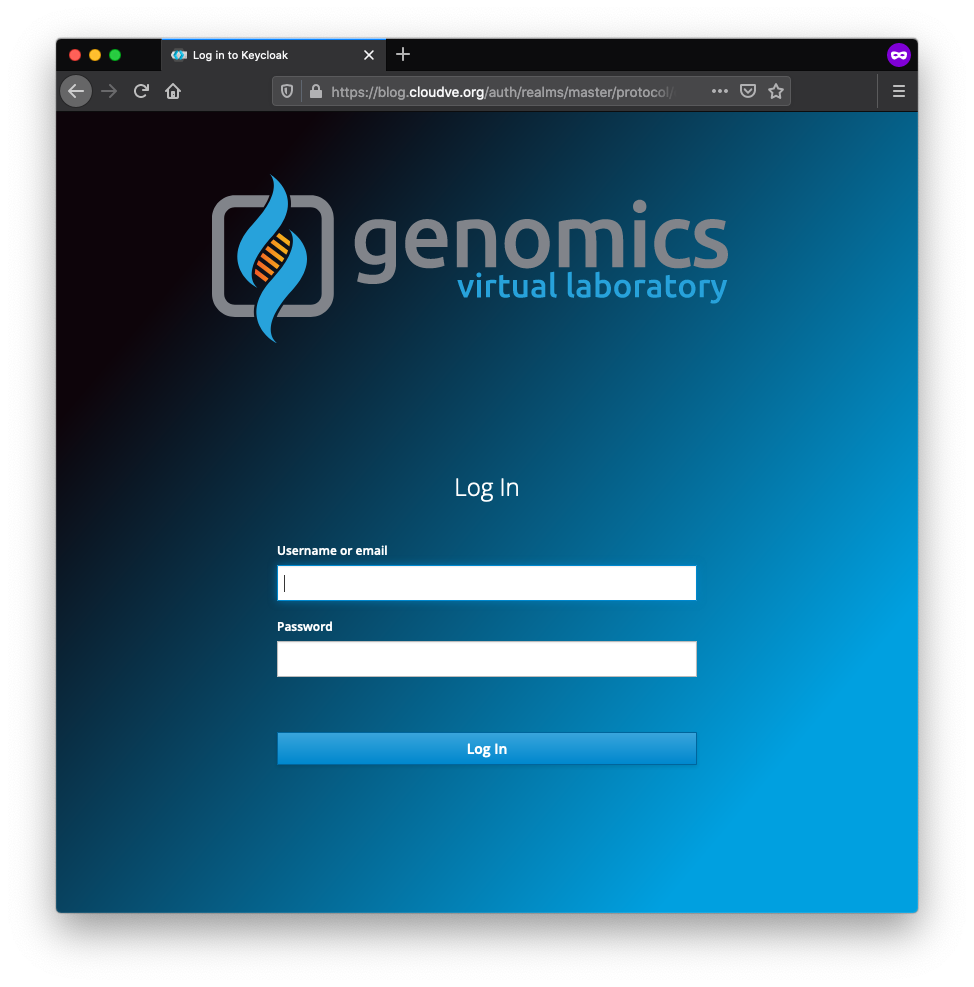 Log in to Keycloak
https://blog.cloudve.org/auth/realms/master/protocol/
genomics
virtual laboratory
Log In
Username or email
Password
Log In